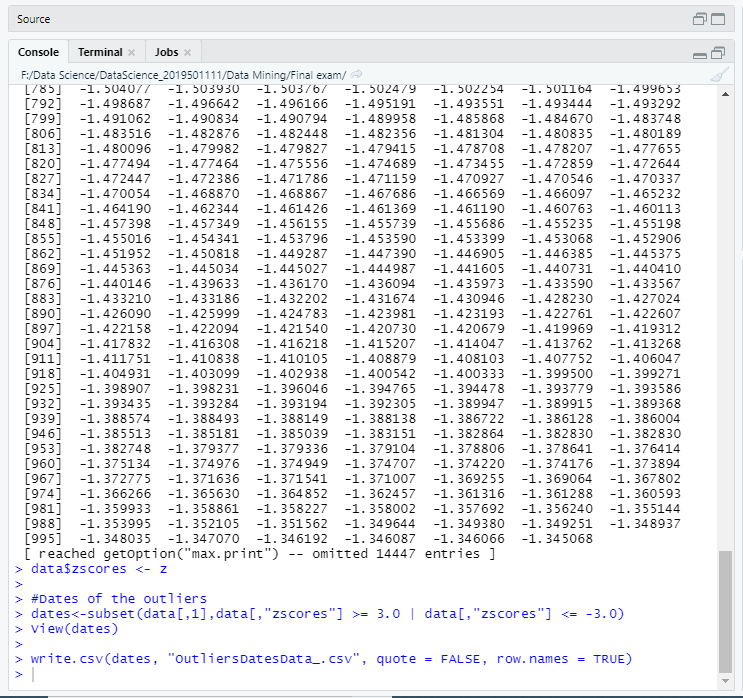 Source
Console Terminal × Jobs ×
F:/Data Science/DataScience_2019501111/Data Mining/Final exam/
[785] -1.504077 -1.503930 -1.503767 -1.502479 -1.502254 -1.501164 -1.499653
[792] -1.498687 -1.496642 -1.496166 -1.495191 -1.493551 -1.493444 -1.493292
[799] -1.491062 -1.490834 -1.490794 -1.489958 -1.485868 -1.484670 -1.483748
[806] -1.483516 -1.482876 -1.482448 -1.482356 -1.481304 -1.480835 -1.480189
[813] -1.480096 -1.479982 -1.479827 -1.479415 -1.478708 -1.478207 -1.477655
[820] -1.477494 -1.477464 -1.475556 -1.474689 -1.473455 -1.472859 -1.472644
[827] -1.472447 -1.472386 -1.471786 -1.471159 -1.470927 -1.470546 -1.470337
[834] -1.470054 -1.468870 -1.468867 -1.467686 -1.466569 -1.466097 -1.465232
[841] -1.464190 -1.462344 -1.461426 -1.461369 -1.461190 -1.460763 -1.460113
[848] -1.457398 -1.457349 -1.456155 -1.455739 -1.455686 -1.455235 -1.455198
[855] -1.455016 -1.454341 -1.453796 -1.453590 -1.453399 -1.453068 -1.452906
[862] -1.451952 -1.450818 -1.449287 -1.447390 -1.446905 -1.446385 -1.445375
[869] -1.445363 -1.445034 -1.445027 -1.444987 -1.441605 -1.440731 -1.440410
[876] -1.440146 -1.439633 -1.436170 -1.436094 -1.435973 -1.433590 -1.433567
[883] -1.433210 -1.433186 -1.432202 -1.431674 -1.430946 -1.428230 -1.427024
[890] -1.426090 -1.425999 -1.424783 -1.423981 -1.423193 -1.422761 -1.422607
[897] -1.422158 -1.422094 -1.421540 -1.420730 -1.420679 -1.419969 -1.419312
[904] -1.417832 -1.416308 -1.416218 -1.415207 -1.414047 -1.413762 -1.413268
[911] -1.411751 -1.410838 -1.410105 -1.408879 -1.408103 -1.407752 -1.406047
[918] -1.404931 -1.403099 -1.402938 -1.400542 -1.400333 -1.399500 -1.399271
[925] -1.398907 -1.398231 -1.396046 -1.394765 -1.394478 -1.393779 -1.393586
[932] -1.393435 -1.393284 -1.393194 -1.392305 -1.389947 -1.389915 -1.389368
[939] -1.388574 -1.388493 -1.388149 -1.388138 -1.386722 -1.386128 -1.386004
[946] -1.385513 -1.385181 -1.385039 -1.383151 -1.382864 -1.382830 -1.382830
[953] -1.382748 -1.379377 -1.379336 -1.379104 -1.378806 -1.378641 -1.376414
[960] -1.375134 -1.374976 -1.374949 -1.374707 -1.374220 -1.374176 -1.373894
[967] -1.372775 -1.371636 -1.371541 -1.371007 -1.369255 -1.369064 -1.367802
[974] -1.366266 -1.365630 -1.364852 -1.362457 -1.361316 -1.361288 -1.360593
[981] -1.359933 -1.358861 -1.358227 -1.358002 -1.357692 -1.356240 -1.355144
[988] -1.353995 -1.352105 -1.351562 -1.349644 -1.349380 -1.349251 -1.348937
[995] -1.348035 -1.347070 -1.346192 -1.346087 -1.346066 -1.345068
[ reached getOption("max.print") -- omitted 14447 entries ]
> data$zscores <- z
>
> #Dates of the outliers
> dates<-subset(data[,1],data[,"zscores"] >= 3.0 | data[,"zscores"] <= -3.0)
> View(dates)
>
> write.csv(dates, "OutliersDatesData_.csv", quote = FALSE, row.names = TRUE)
>